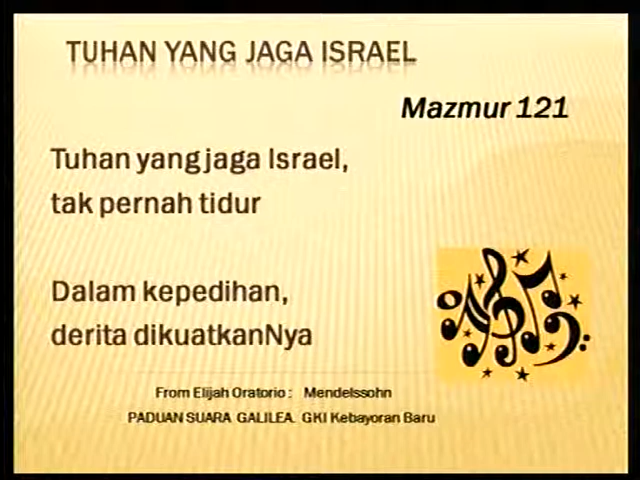 TUHAN YANG JAGA ISRAEL
Mazmur 121
Tuhan yang jaga Israel,
tak pernah tidur
Dalam kepedihan,
derita dikuatkanNya
From Elijah Oratorio : Mendelssohn
PADUAN SUARA GALILEA. GKI Kebayoran Baru